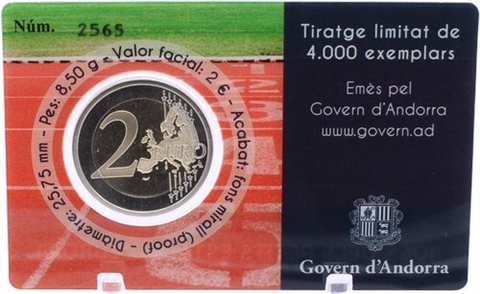 Núm. 2565
Diàmetre: 25,75 mm - Pes: 8,50 g - Valor facial: 2 € - Acabat: fons mirall (proof) -
2 EURO
Tiratge limitat de
4.000 exemplars
Emès pel
Govern d'Andorra
www.govern.ad
Govern d'Andorra